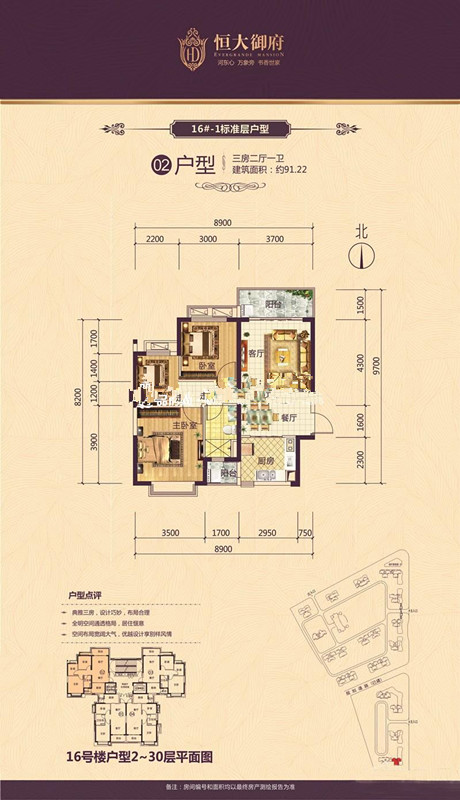 恒大御府
EVERGRANDE MANSION
河东心 万象旁 书香世家
16#-1标准层户型
02 户型
三房二厅一卫
建筑面积：约91.22
8900
2200 3000 3700
北
阳台
卧室
客厅
餐厅
主卧室
厨房
阳台
1700
1400
1200
3900
8200
1500
4300
1600
2300
9700
3500 1700 2950 750
8900
户型点评
典雅三房，设计巧妙，布局合理
全明空间通透格局，居住惬意
空间布局宽阔大气，优越设计享别样风情
16号楼户型2~30层平面图
备注：房间编号和面积均以最终房产测绘报告为准